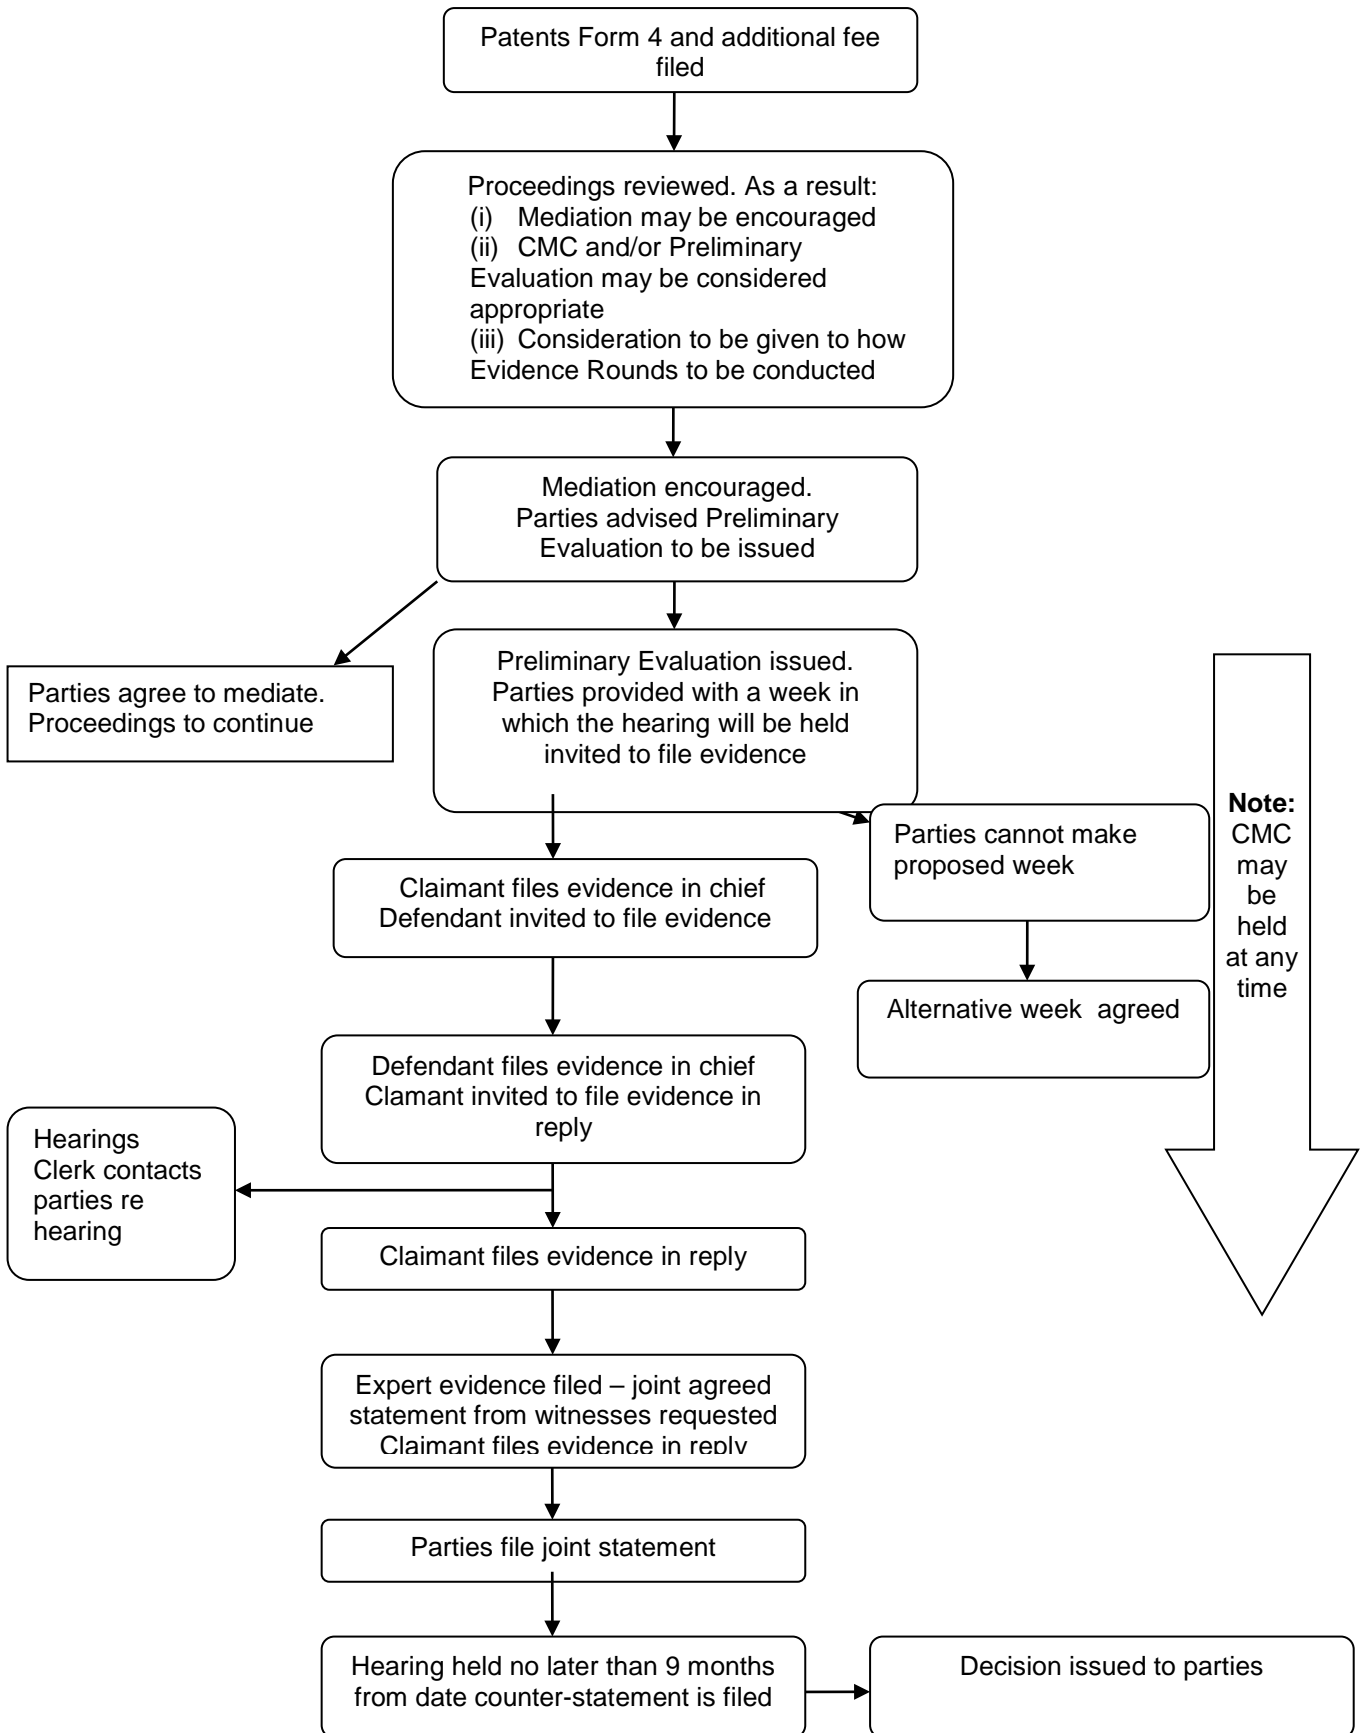 Patents Form 4 and additional fee
filed
Proceedings reviewed. As a result:
(i) Mediation may be encouraged
(ii) CMC and/or Preliminary
Evaluation may be considered
appropriate
(iii) Consideration to be given to how
Evidence Rounds to be conducted
Mediation encouraged.
Parties advised Preliminary
Evaluation to be issued
Parties agree to mediate.
Proceedings to continue
Preliminary Evaluation issued.
Parties provided with a week in
which the hearing will be held
invited to file evidence
Parties cannot make
proposed week
Alternative week agreed
Note:
CMC
may
be
held
at any
time
Claimant files evidence in chief
Defendant invited to file evidence
Defendant files evidence in chief
Clamant invited to file evidence in
reply
Hearings
Clerk contacts
parties re
hearing
Claimant files evidence in reply
Expert evidence filed – joint agreed
statement from witnesses requested
Claimant files evidence in reply
Parties file joint statement
Hearing held no later than 9 months
from date counter-statement is filed
Decision issued to parties